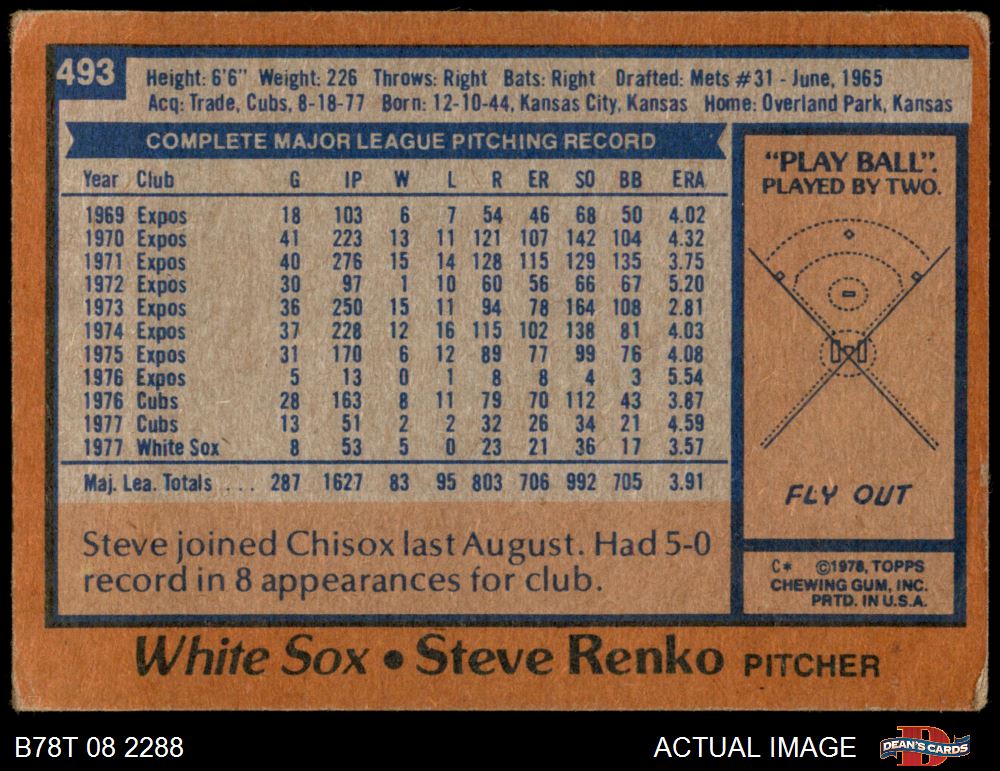 493
Height: 6'6" Weight: 226 Throws: Right Bats: Right Drafted: Mets #31 - June, 1965
Acq: Trade, Cubs, 8-18-77 Born: 12-10-44, Kansas City, Kansas Home: Overland Park, Kansas
COMPLETE MAJOR LEAGUE PITCHING RECORD
Year Club G IP W L R ER SO BB ERA
1969 Expos 18 103 6 7 54 46 68 50 4.02
1970 Expos 41 223 13 11 121 107 142 104 4.32
1971 Expos 40 276 15 14 128 115 129 135 3.75
1972 Expos 30 97 1 10 60 56 66 67 5.20
1973 Expos 36 250 15 11 94 78 164 108 2.81
1974 Expos 37 228 12 16 115 102 138 81 4.03
1975 Expos 31 170 6 12 89 77 99 76 4.08
1976 Expos 5 13 0 1 8 8 4 3 5.54
1976 Cubs 28 163 8 11 79 70 112 43 3.87
1977 Cubs 13 51 2 2 32 26 34 21 4.59
1977 White Sox 8 53 5 0 23 21 36 17 3.57
Maj. Lea. Totals ... 287 1627 83 95 803 706 992 705 3.91
Steve joined Chisox last August. Had 5-0
record in 8 appearances for club.
"PLAY BALL".
PLAYED BY TWO.
FLY OUT
C* ©1978, TOPPS
CHEWING GUM, INC.
PRTD. IN U.S.A.
White Sox • Steve Renko PITCHER
B78T 08 2288
ACTUAL IMAGE
D
DEAN'S CARDS